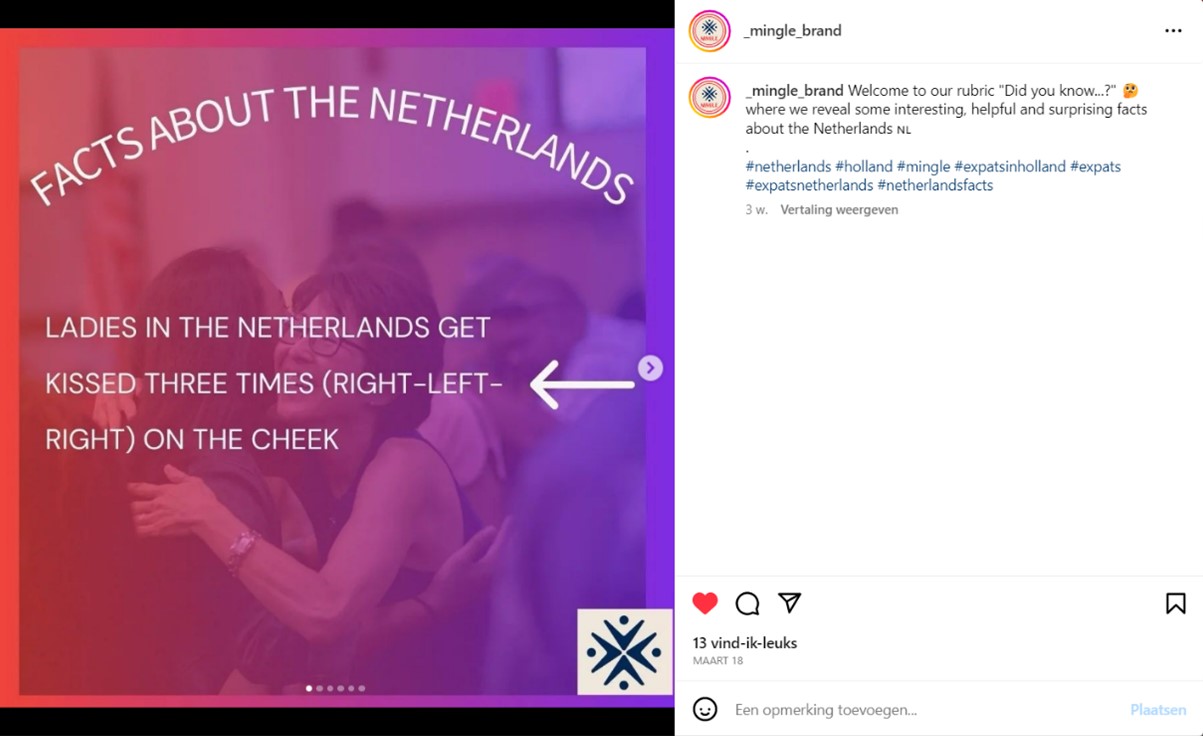 FACTS ABOUT THE NETHERLANDS
LADIES IN THE NETHERLANDS GET
KISSED THREE TIMES (RIGHT-LEFT-
RIGHT) ON THE CHEEK
MINGLE
_mingle_brand
MINGLE
_mingle_brand Welcome to our rubric "Did you know...?" 🤔
where we reveal some interesting, helpful and surprising facts
about the Netherlands NL
.
#netherlands #holland #mingle #expatsinholland #expats
#expatsnetherlands #netherlandsfacts
3 w. Vertaling weergeven
13 vind-ik-leuks
MAART 18
Een opmerking toevoegen...
Plaatsen